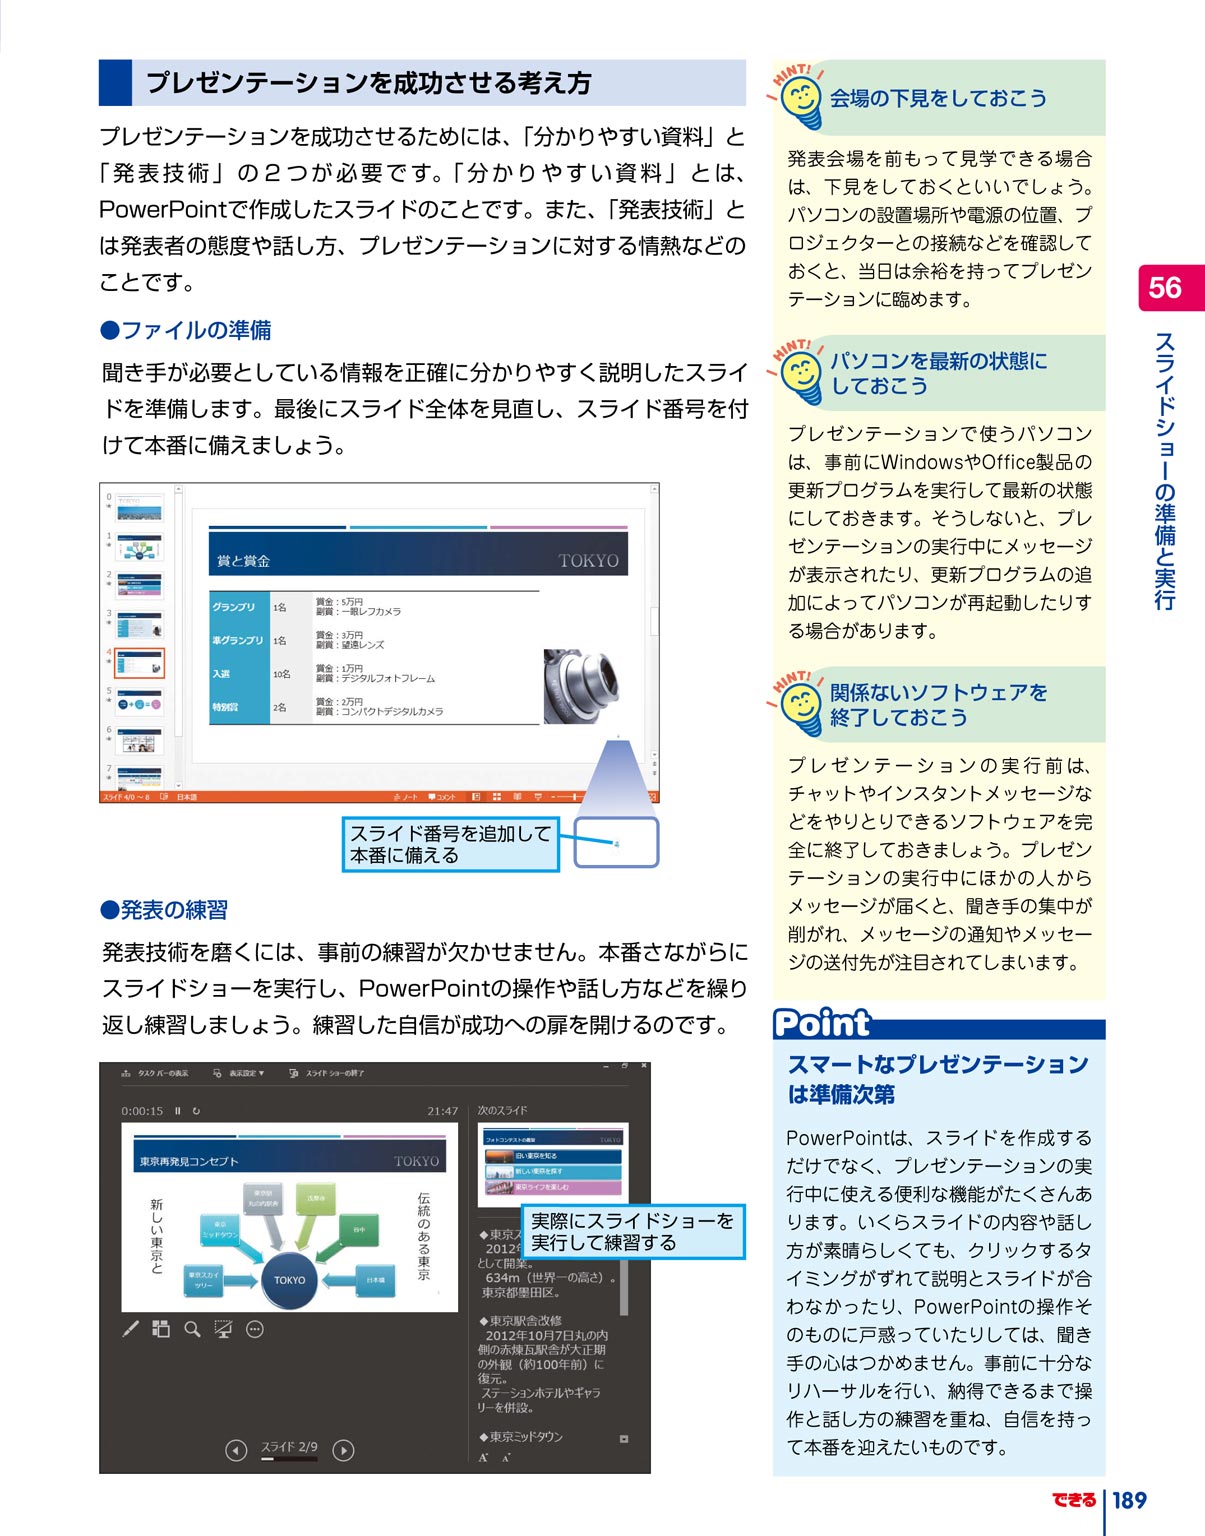 プレゼンテーションを成功させる考え方
プレゼンテーションを成功させるためには、「分かりやすい資料」と
「発表技術」の２つが必要です。「分かりやすい資料」とは、
PowerPointで作成したスライドのことです。また、「発表技術」と
は発表者の態度や話し方、プレゼンテーションに対する情熱などの
ことです。
●ファイルの準備
聞き手が必要としている情報を正確に分かりやすく説明したスライ
ドを準備します。最後にスライド全体を見直し、スライド番号を付
けて本番に備えましょう。
0
1
2
3
4
5
6
7
賞と賞金
TOKYO
グランプリ
1名
賞金：5万円
副賞：一眼レフカメラ
準グランプリ
1名
賞金：3万円
副賞：望遠レンズ
入選
10名
賞金：1万円
副賞：デジタルフォトフレーム
特別賞
2名
賞金：2万円
副賞：コンパクトデジタルカメラ
スライド 4/0 ～ 8
日本語
ノート
コメント
スライド番号を追加して
本番に備える
4
●発表の練習
発表技術を磨くには、事前の練習が欠かせません。本番さながらに
スライドショーを実行し、PowerPointの操作や話し方などを繰り
返し練習しましょう。練習した自信が成功への扉を開けるのです。
タスク バーの表示
表示設定 ▼
スライド ショーの終了
0:00:15
21:47
次のスライド
東京再発見コンセプト
TOKYO
新しい東京と
伝統のある東京
東京駅
丸の内駅舎
浅草寺
東京
ミッドタウン
谷中
東京スカイ
ツリー
TOKYO
日本橋
フォトコンテストの趣旨
TOKYO
旧い東京を知る
新しい東京を探す
東京ライフを楽しむ
実際にスライドショーを
実行して練習する
◆東京ス
2012年
として開業。
634m（世界一の高さ）。
東京都墨田区。
◆東京駅舎改修
2012年10月7日丸の内
側の赤煉瓦駅舎が大正期
の外観（約100年前）に
復元。
ステーションホテルやギャラ
リーを併設。
◆東京ミッドタウン
スライド 2/9
A
A
HINT!
会場の下見をしておこう
発表会場を前もって見学できる場合
は、下見をしておくといいでしょう。
パソコンの設置場所や電源の位置、プ
ロジェクターとの接続などを確認して
おくと、当日は余裕を持ってプレゼン
テーションに臨めます。
HINT!
パソコンを最新の状態に
しておこう
プレゼンテーションで使うパソコン
は、事前にWindowsやOffice製品の
更新プログラムを実行して最新の状態
にしておきます。そうしないと、プレ
ゼンテーションの実行中にメッセージ
が表示されたり、更新プログラムの追
加によってパソコンが再起動したりす
る場合があります。
HINT!
関係ないソフトウェアを
終了しておこう
プレゼンテーションの実行前は、
チャットやインスタントメッセージな
どをやりとりできるソフトウェアを完
全に終了しておきましょう。プレゼン
テーションの実行中にほかの人から
メッセージが届くと、聞き手の集中が
削がれ、メッセージの通知やメッセー
ジの送付先が注目されてしまいます。
Point
スマートなプレゼンテーション
は準備次第
PowerPointは、スライドを作成する
だけでなく、プレゼンテーションの実
行中に使える便利な機能がたくさんあ
ります。いくらスライドの内容や話し
方が素晴らしくても、クリックするタ
イミングがずれて説明とスライドが合
わなかったり、PowerPointの操作そ
のものに戸惑っていたりしては、聞き
手の心はつかめません。事前に十分な
リハーサルを行い、納得できるまで操
作と話し方の練習を重ね、自信を持っ
て本番を迎えたいものです。
56
スライドショーの準備と実行
できる
189